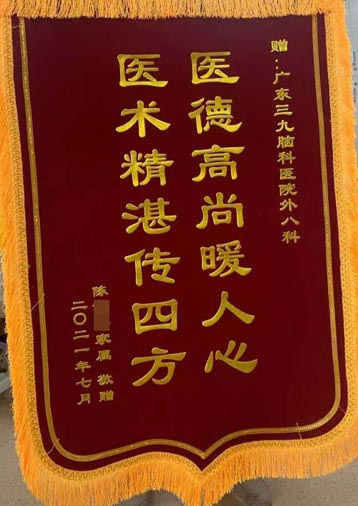 赠：广东三九脑科医院外八科
医德高尚暖人心
医术精湛传四方
陈 家属 敬赠
二〇二一年七月